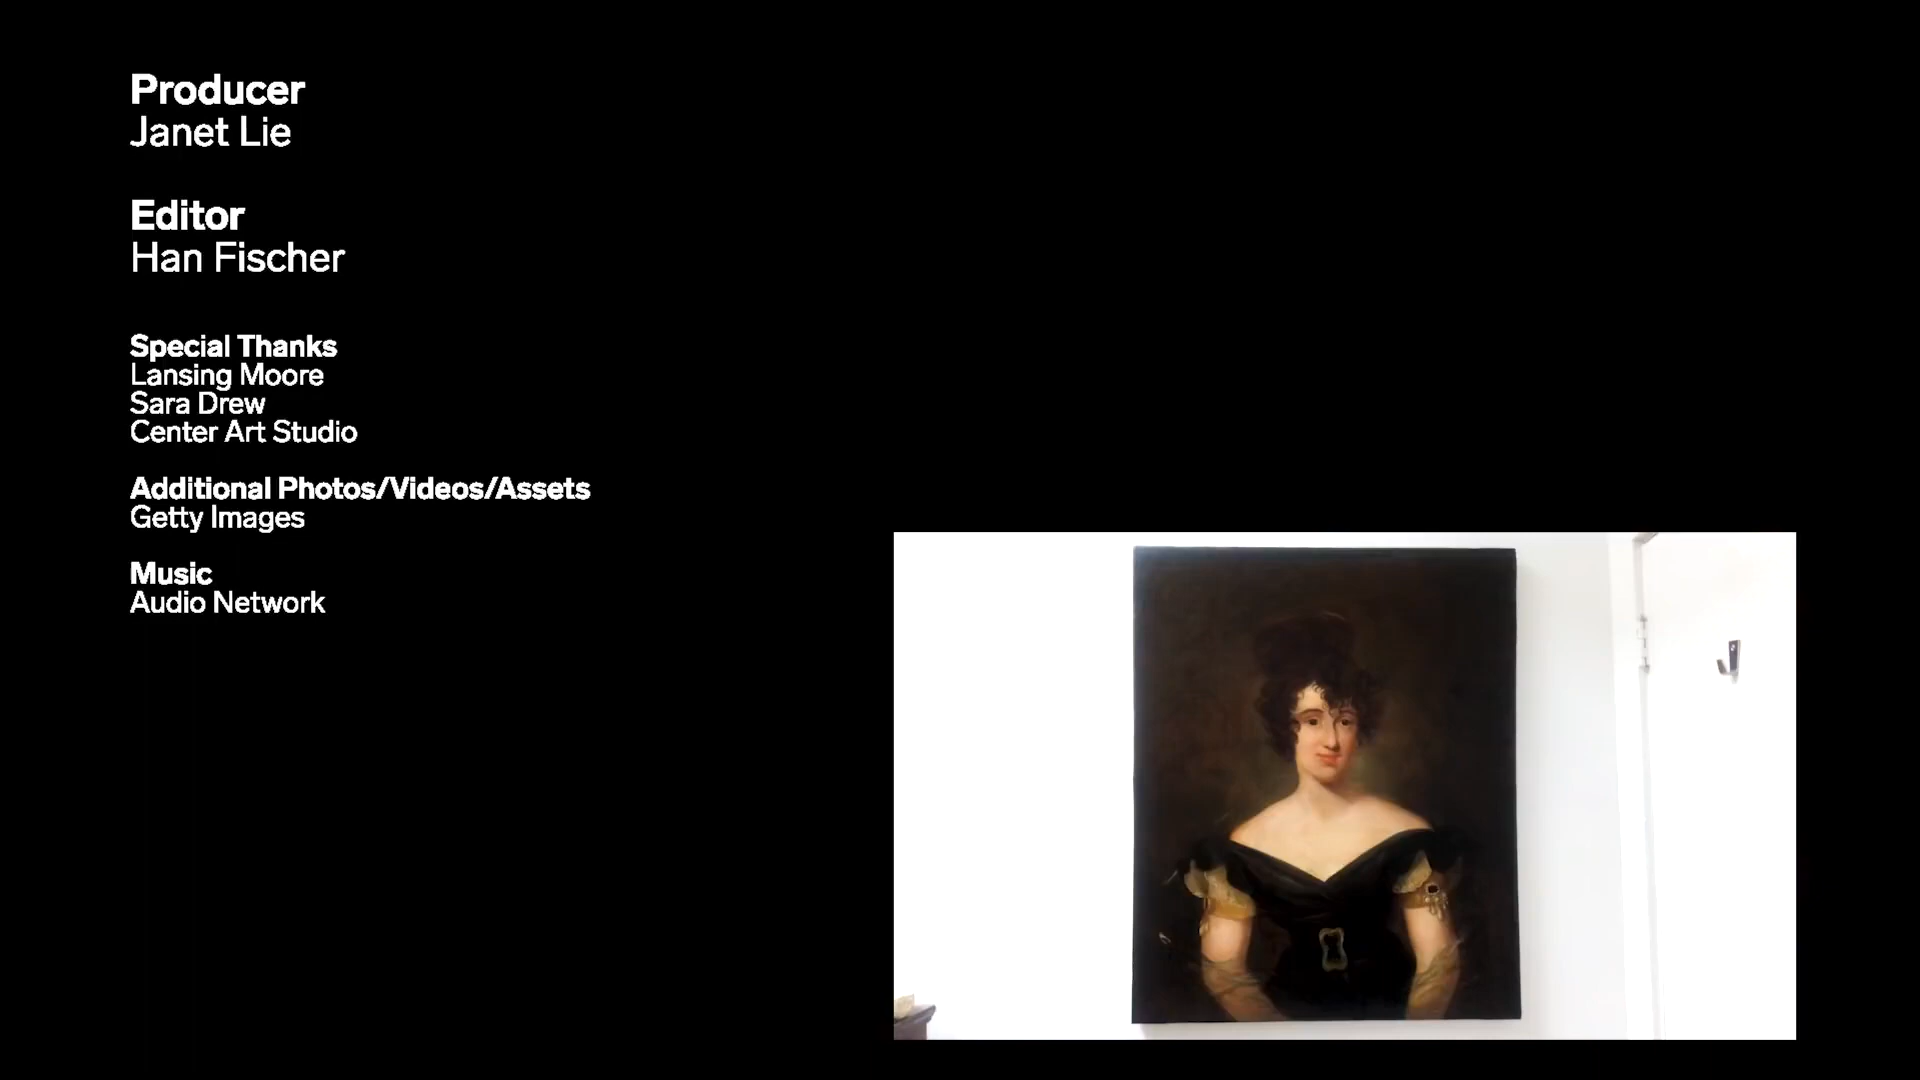 Producer
Janet Lie
Editor
Han Fischer
Special Thanks
Lansing Moore
Sara Drew
Center Art Studio
Additional Photos/Videos/Assets
Getty Images
Music
Audio Network